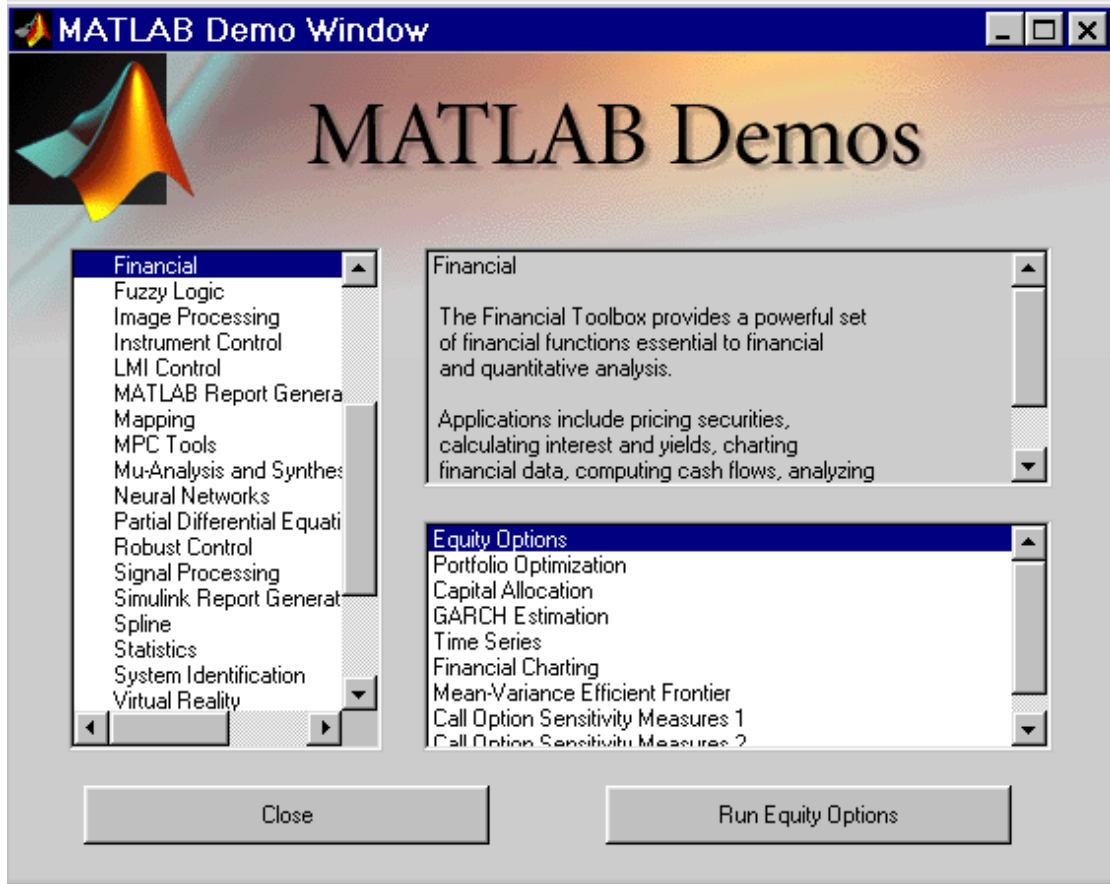 MATLAB Demo Window
MATLAB Demos
Financial
Fuzzy Logic
Image Processing
Instrument Control
LMI Control
MATLAB Report Genera
Mapping
MPC Tools
Mu-Analysis and Synthes
Neural Networks
Partial Differential Equati
Robust Control
Signal Processing
Simulink Report Generat
Spline
Statistics
System Identification
Virtual Reality
Financial
The Financial Toolbox provides a powerful set
of financial functions essential to financial
and quantitative analysis.
Applications include pricing securities,
calculating interest and yields, charting
financial data, computing cash flows, analyzing
Equity Options
Portfolio Optimization
Capital Allocation
GARCH Estimation
Time Series
Financial Charting
Mean-Variance Efficient Frontier
Call Option Sensitivity Measures 1
Call Option Sensitivity Measures 2
Close
Run Equity Options